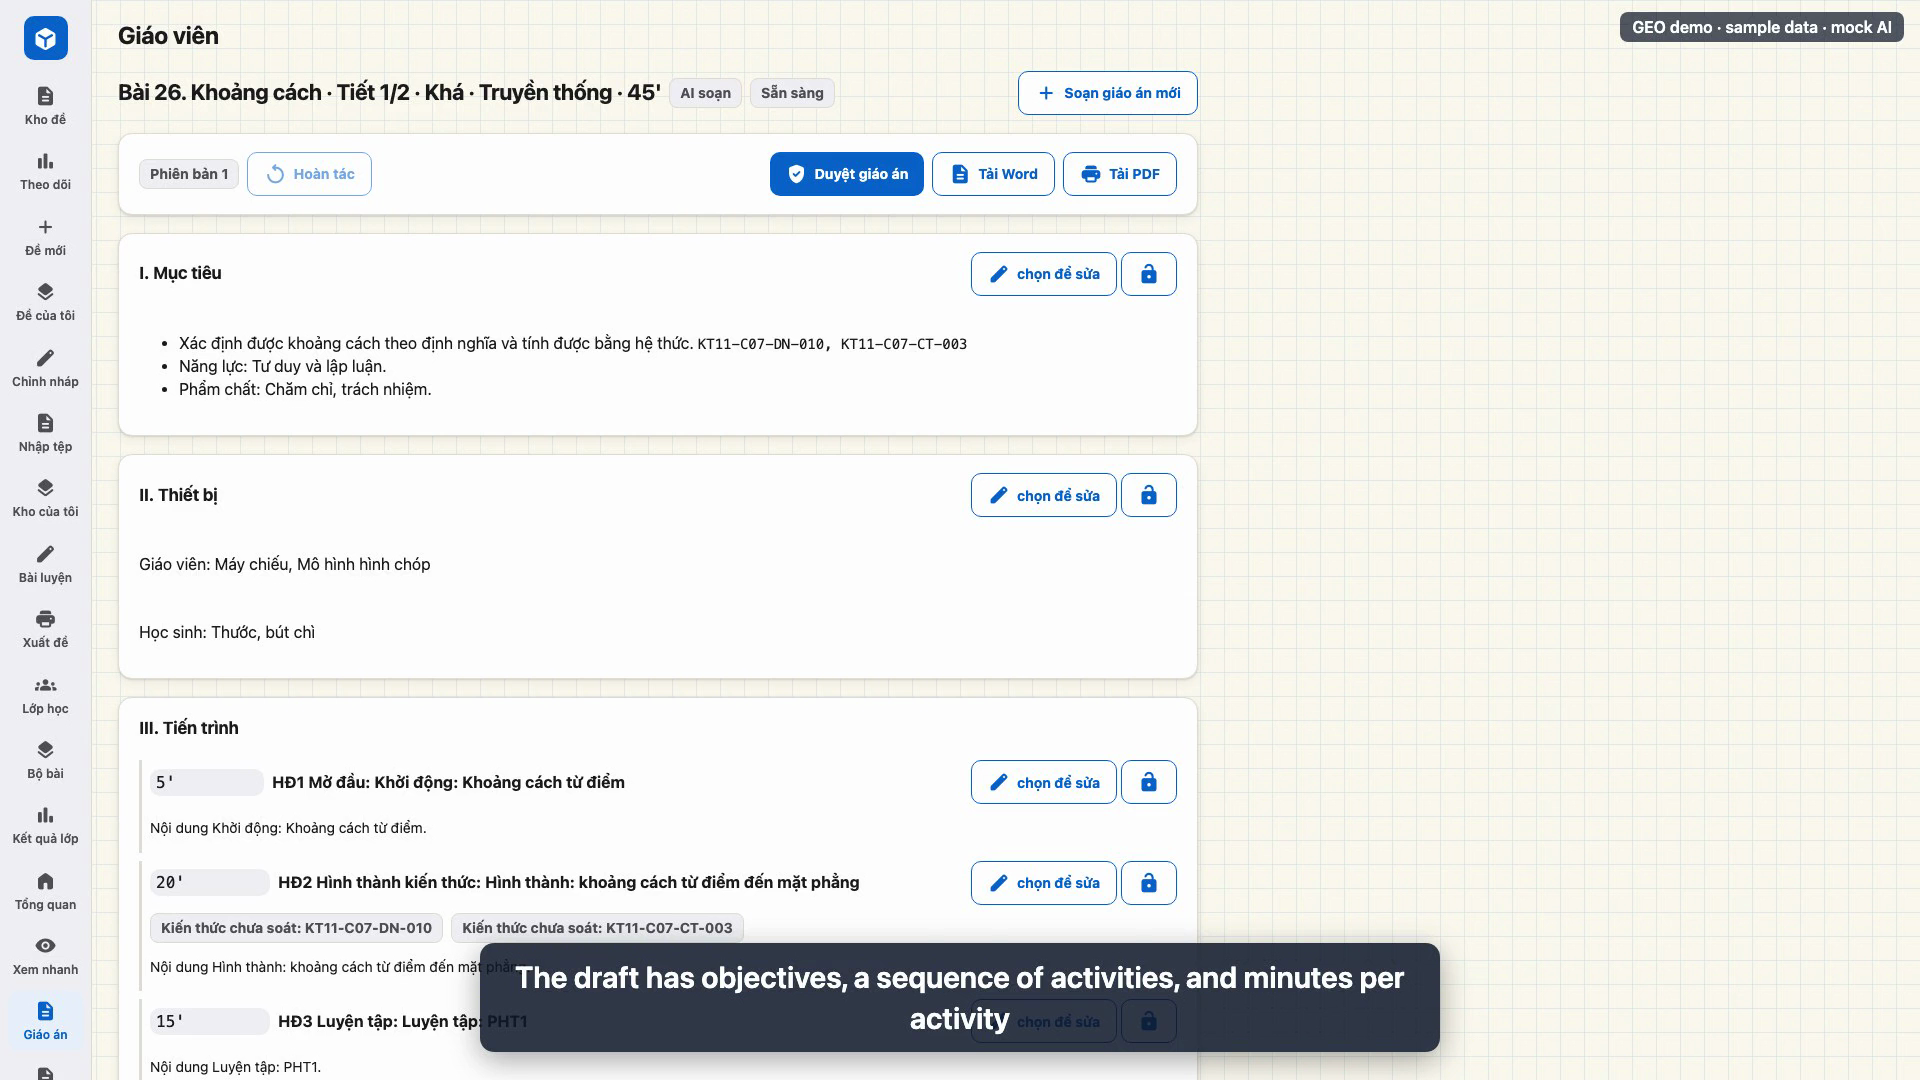 GEO demo · sample data · mock AI
Giáo viên
Bài 26. Khoảng cách · Tiết 1/2 · Khá · Truyền thống · 45'
AI soạn
Sẵn sàng
Soạn giáo án mới
Kho đề
Theo dõi
Đề mới
Đề của tôi
Chỉnh nháp
Nhập tệp
Kho của tôi
Bài luyện
Xuất đề
Lớp học
Bộ bài
Kết quả lớp
Tổng quan
Xem nhanh
Giáo án
Phiên bản 1
Hoàn tác
Duyệt giáo án
Tải Word
Tải PDF
I. Mục tiêu
chọn để sửa
Xác định được khoảng cách theo định nghĩa và tính được bằng hệ thức. KT11-C07-DN-010, KT11-C07-CT-003
Năng lực: Tư duy và lập luận.
Phẩm chất: Chăm chỉ, trách nhiệm.
II. Thiết bị
chọn để sửa
Giáo viên: Máy chiếu, Mô hình hình chóp
Học sinh: Thước, bút chì
III. Tiến trình
5'
HĐ1 Mở đầu: Khởi động: Khoảng cách từ điểm
chọn để sửa
Nội dung Khởi động: Khoảng cách từ điểm.
20'
HĐ2 Hình thành kiến thức: Hình thành: khoảng cách từ điểm đến mặt phẳng
chọn để sửa
Kiến thức chưa soát: KT11-C07-DN-010
Kiến thức chưa soát: KT11-C07-CT-003
Nội dung Hình thành: khoảng cách từ điểm đến mặt phẳng.
15'
HĐ3 Luyện tập: Luyện tập: PHT1
chọn để sửa
Nội dung Luyện tập: PHT1.
The draft has objectives, a sequence of activities, and minutes per
activity